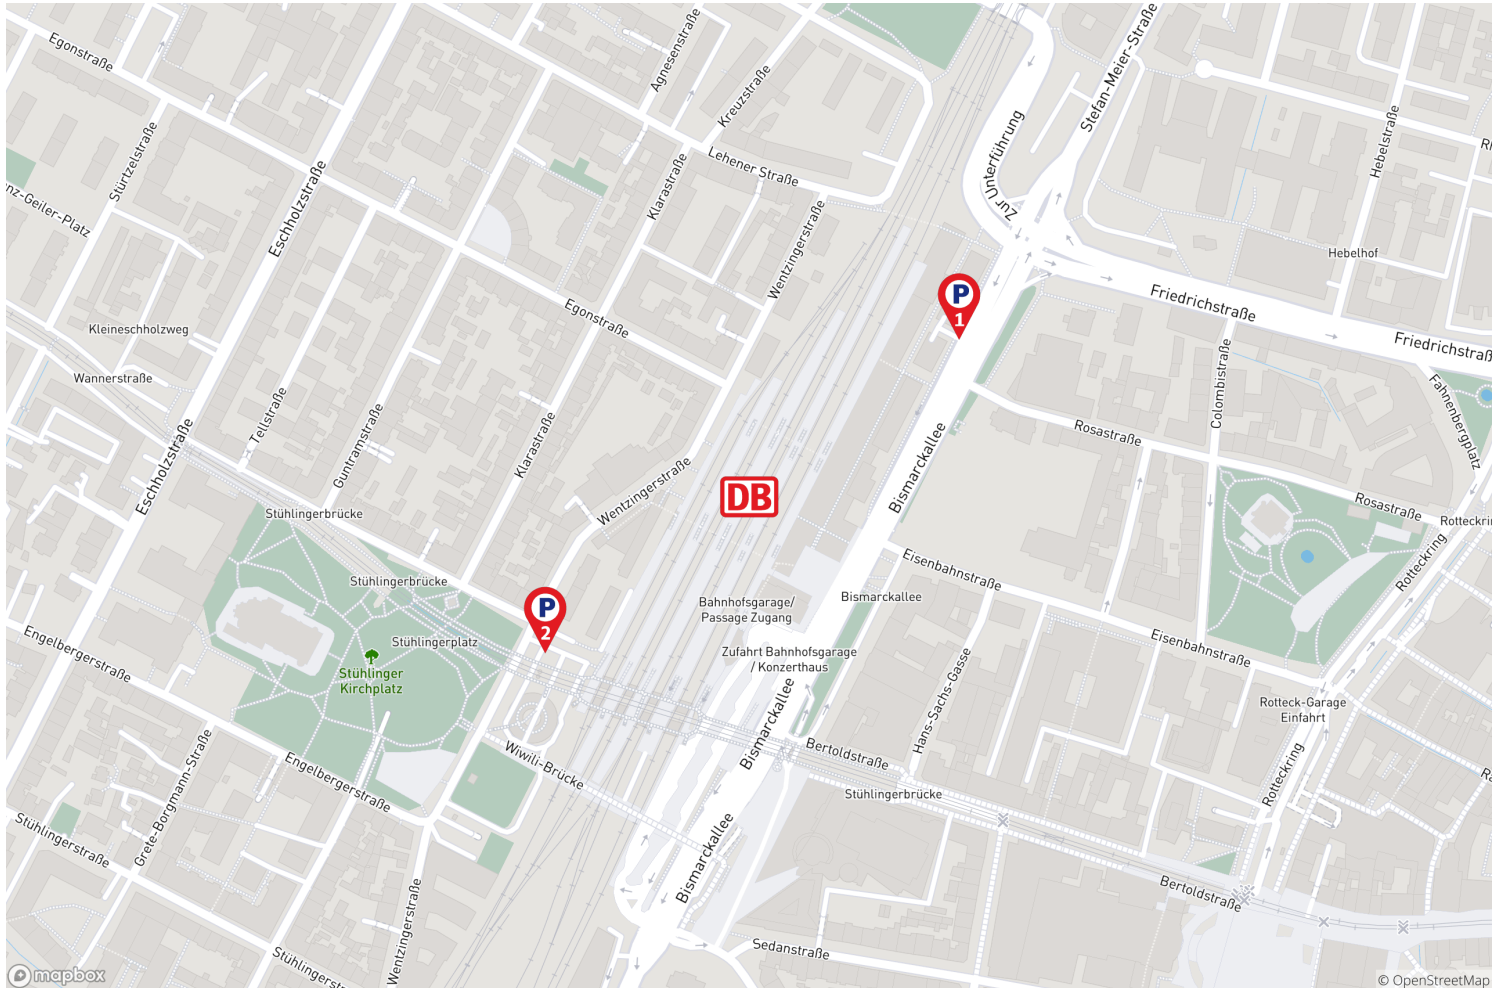 Egonstraße
Agnesenstraße
Kreuzstraße
Stefan-Meier-Straße
Zur Unterführung
Hebelstraße
Stürtzelstraße
Eschholzstraße
Klarastraße
Lehener Straße
Wentzingerstraße
nz-Geiler-Platz
Hebelhof
P
1
Friedrichstraße
Friedrichstraß
Egonstraße
Kleineschholzweg
Wannerstraße
Tellstraße
Guntramstraße
Klarastraße
Colombistraße
Fahnenbergplatz
Rosastraße
Bismarckallee
Eschholzstraße
Wentzingerstraße
DB
Rosastraße
Rotteckrin
Stühlingerbrücke
Eisenbahnstraße
Rotteckring
Stühlingerbrücke
P
2
Bahnhofsgarage/
Passage Zugang
Bismarckallee
Stühlingerplatz
Engelbergerstraße
Eisenbahnstraße
Zufahrt Bahnhofsgarage
/ Konzerthaus
Stühlinger
Kirchplatz
Hans-Sachs-Gasse
Rotteck-Garage
Einfahrt
Bismarckallee
Bertoldstraße
Wiwili-Brücke
Grete-Borgmann-Straße
Engelbergerstraße
Stühlingerbrücke
Rotteckring
Stühlingerstraße
Bismarckallee
Bertoldstraße
Wentzingerstraße
Sedanstraße
Stühlingerstraße
mapbox
© OpenStreetMap